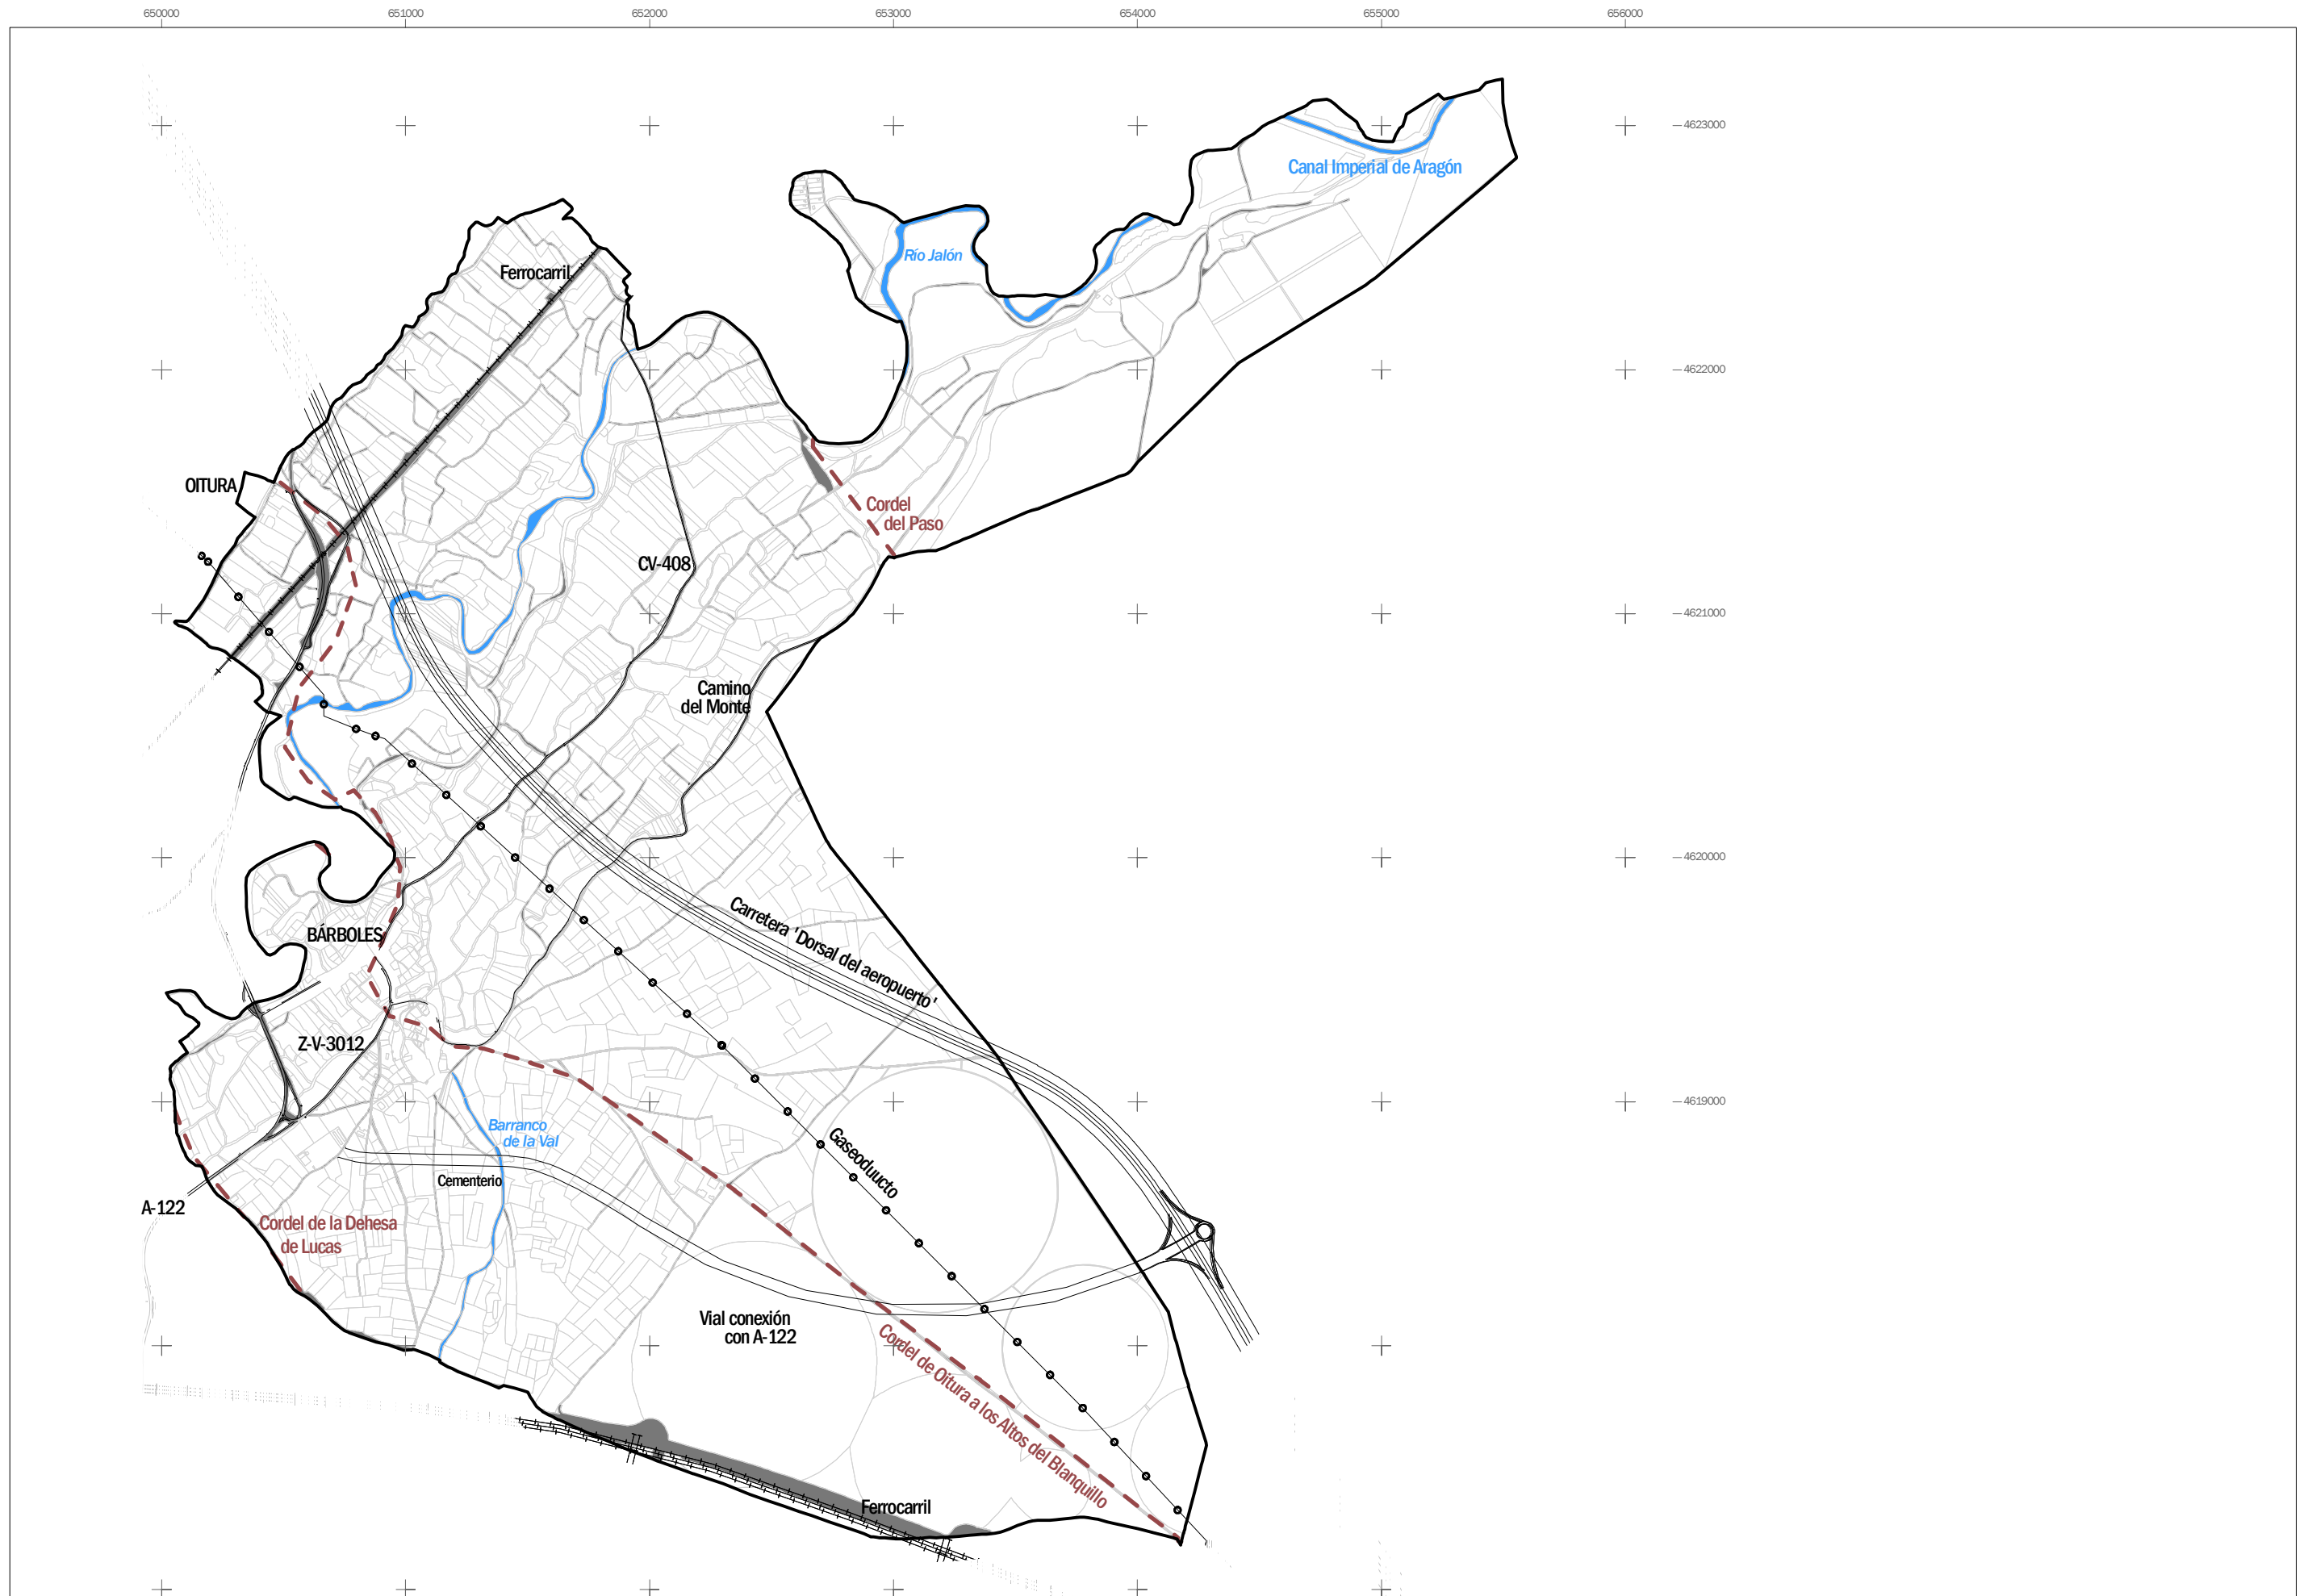 650000 651000 652000 653000 654000 655000 656000
4623000
Canal Imperial de Aragón
Río Jalón
Ferrocarril
4622000
OITURA
Cordel
del Paso
CV-408
4621000
Camino
del Monte
4620000
Carretera 'Dorsal del aeropuerto'
BÁRBOLES
Z-V-3012
4619000
Barranco
de la Val
Gaseoduucto
Cementerio
A-122
Cordel de la Dehesa
de Lucas
Vial conexión
con A-122
Cordel de Oitura a los Altos del Blanquillo
Ferrocarril